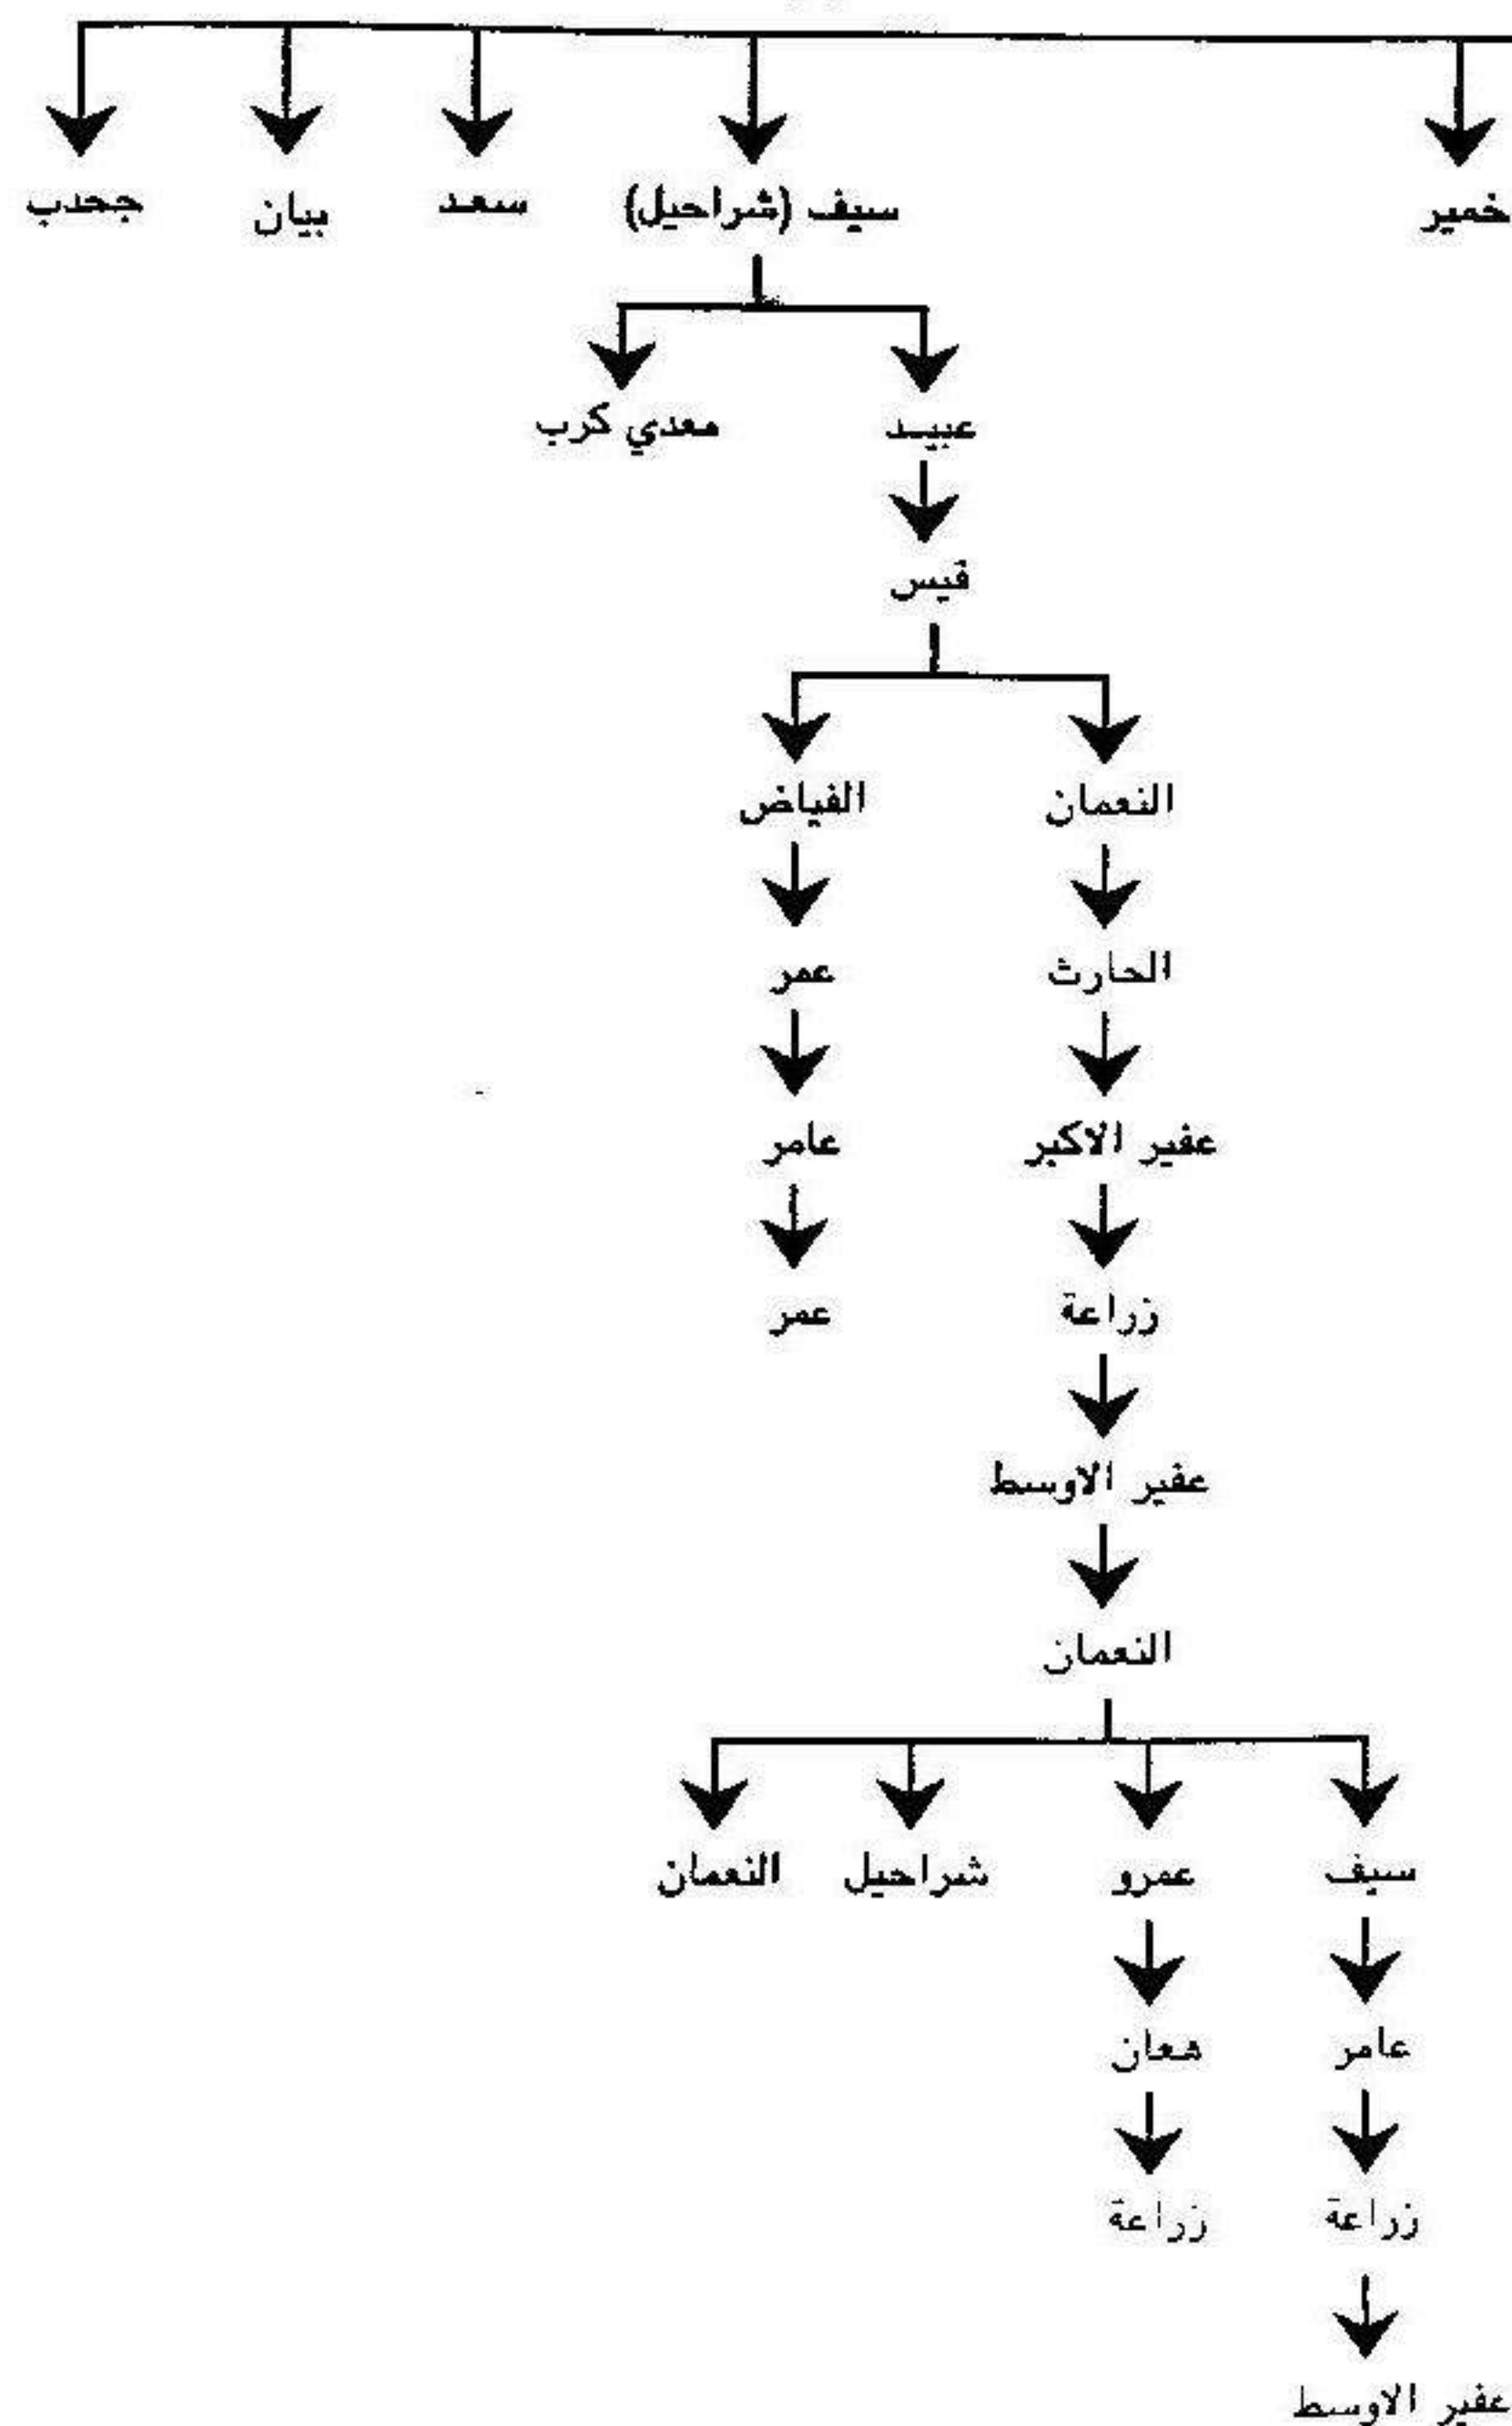 خمير سيف (شراحيل) سعد بيان جحدب
عبيد معدي كرب
قيس
النعمان الفياض
الحارث عمر
عفير الاكبر عامر
زراعة عمر
عفير الاوسط
النعمان
سيف عمرو شراحيل النعمان
عامر هعان
زراعة زراعة
عفير الاوسط